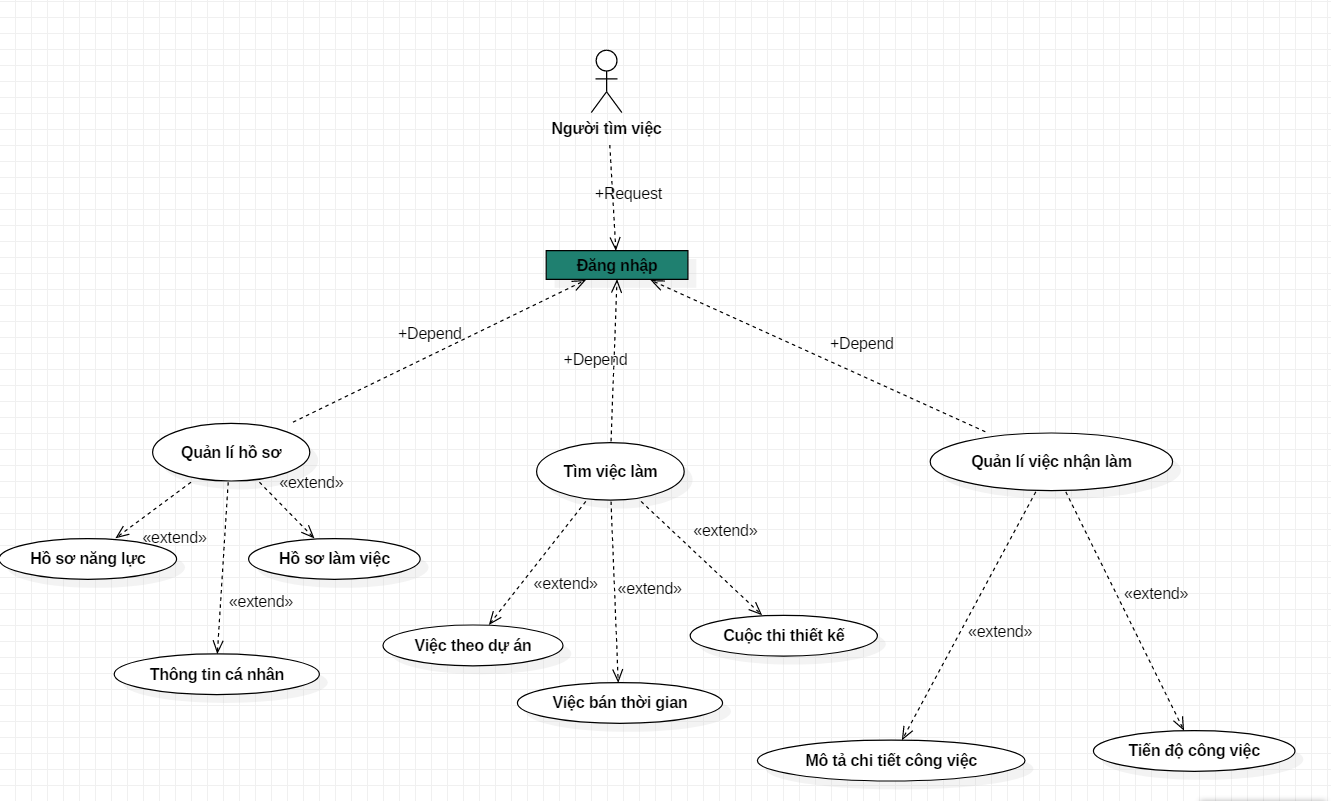 Người tìm việc
+Request
Đăng nhập
+Depend
+Depend
+Depend
Quản lí hồ sơ
Tìm việc làm
Quản lí việc nhận làm
«extend»
«extend»
«extend»
Hồ sơ năng lực
Hồ sơ làm việc
Thông tin cá nhân
«extend»
«extend»
«extend»
Việc theo dự án
Việc bán thời gian
Cuộc thi thiết kế
«extend»
«extend»
Mô tả chi tiết công việc
Tiến độ công việc